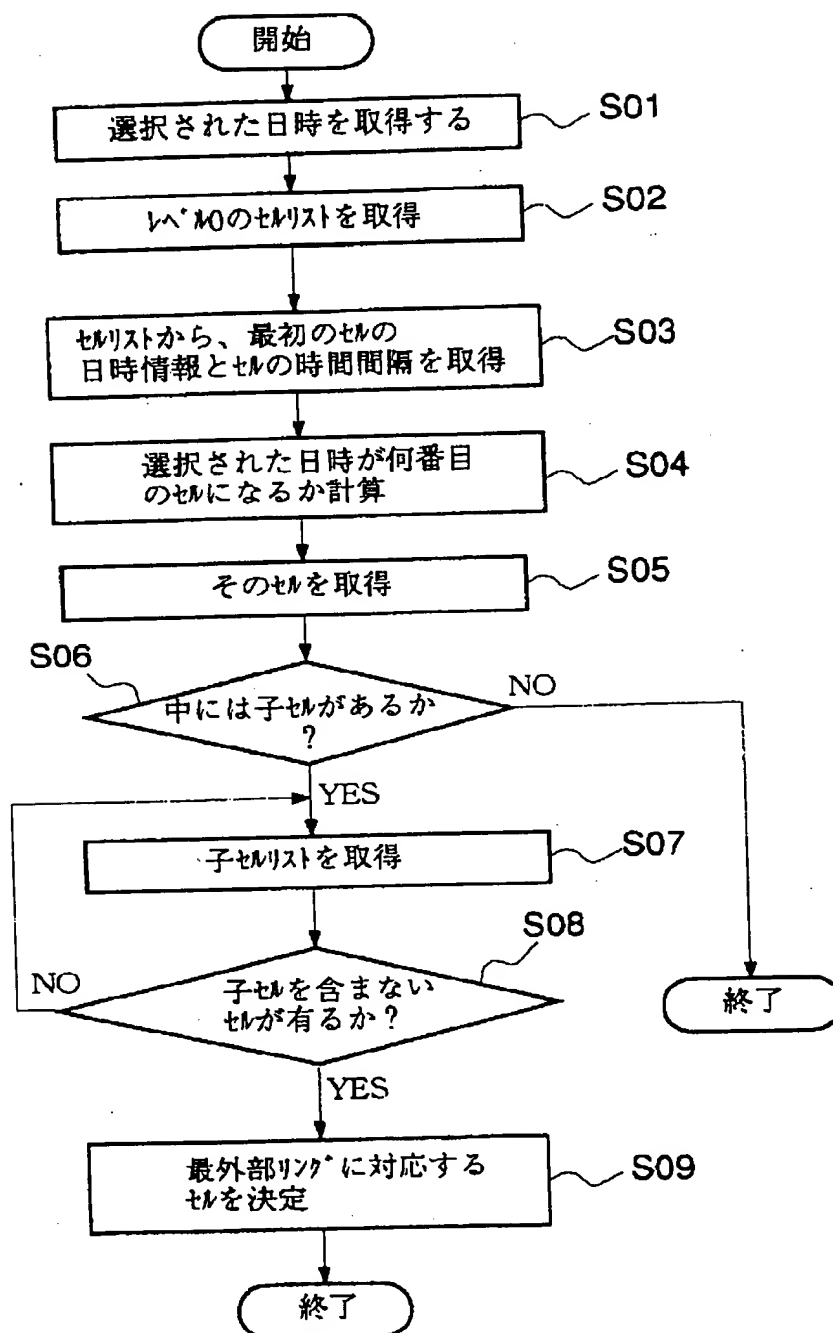 開始
選択された日時を取得する
S01
ﾚﾍﾞﾙ0のｾﾙﾘｽﾄを取得
S02
ｾﾙﾘｽﾄから、最初のｾﾙの
日時情報とｾﾙの時間間隔を取得
S03
選択された日時が何番目
のｾﾙになるか計算
S04
そのｾﾙを取得
S05
S06
中には子ｾﾙがあるか
?
NO
YES
子ｾﾙﾘｽﾄを取得
S07
S08
子ｾﾙを含まない
ｾﾙが有るか?
NO
終了
YES
最外部ﾘﾝｸﾞに対応する
ｾﾙを決定
S09
終了